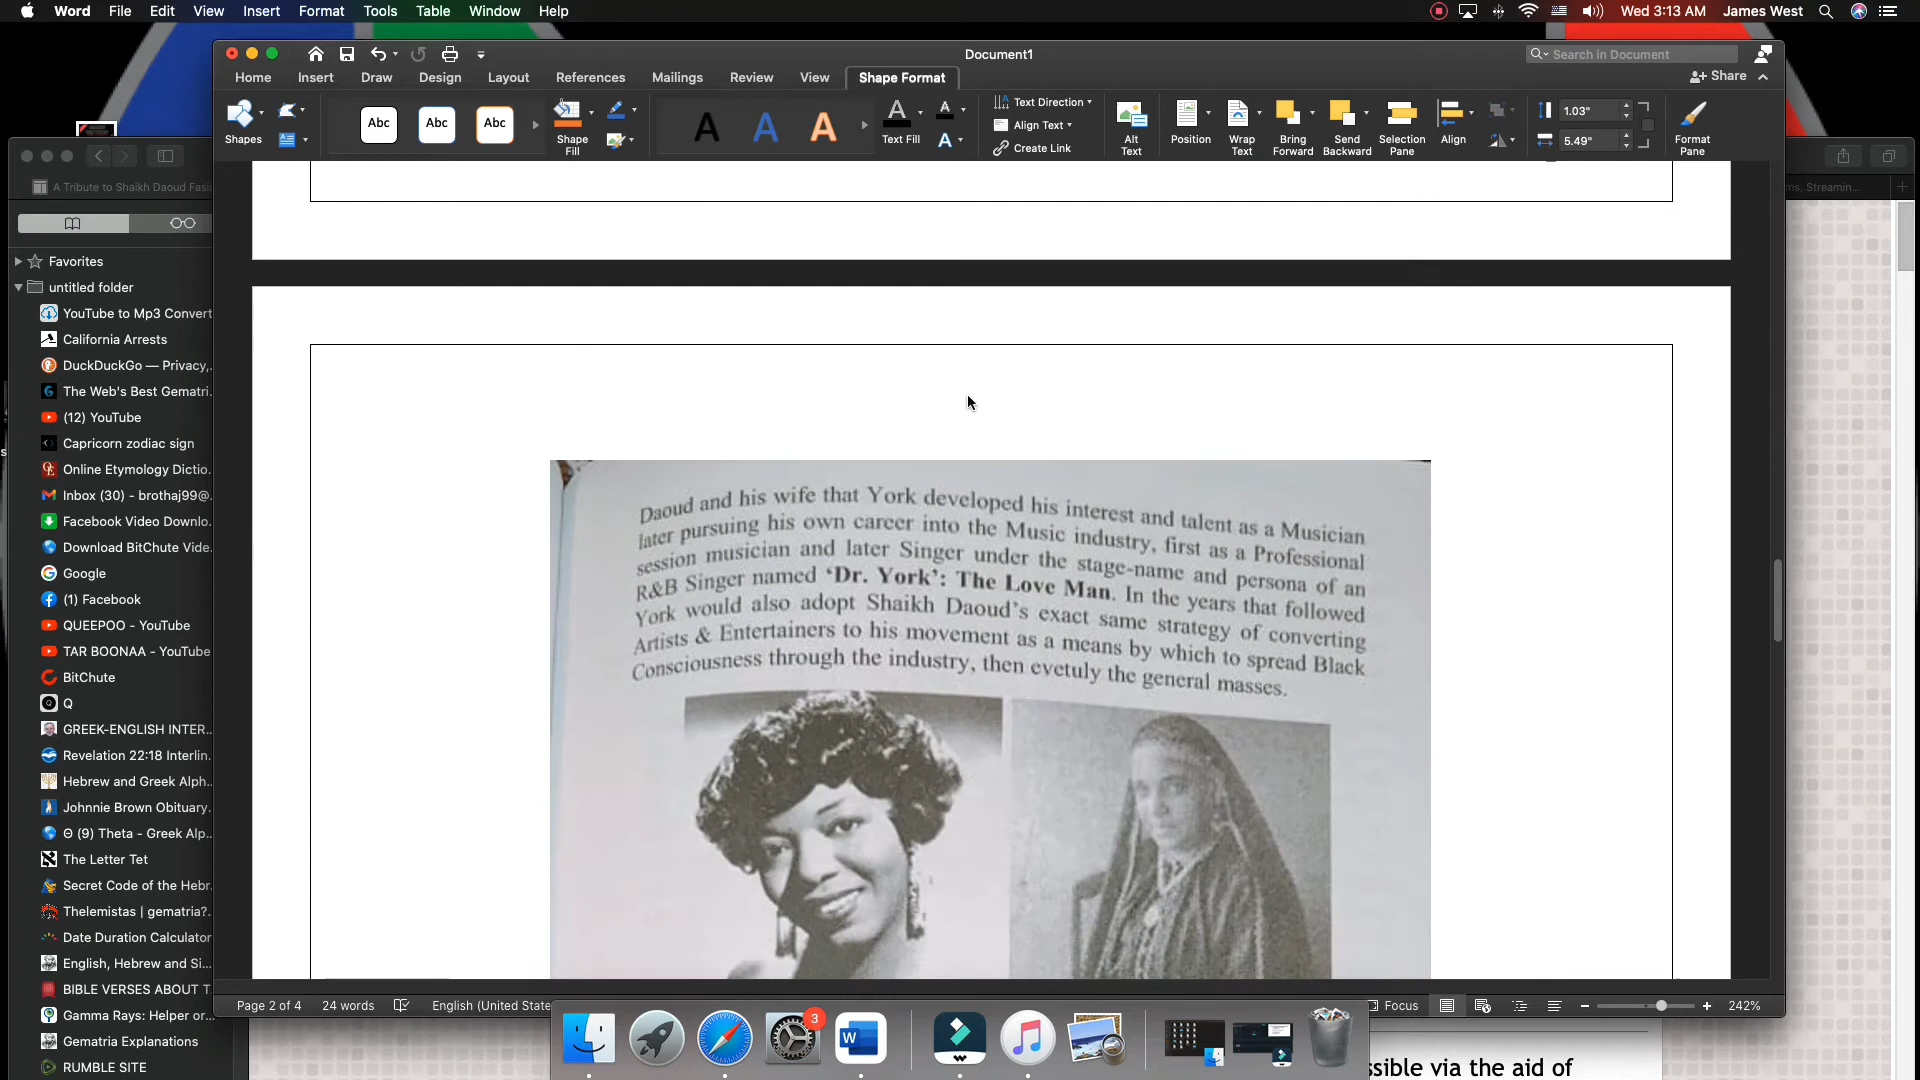 Word File Edit View Insert Format Tools Table Window Help
Wed 3:13 AM James West
Document1
Search in Document
Home Insert Draw Design Layout References Mailings Review View Shape Format
Share
Shapes
Abc Abc Abc
Shape Fill
A A A
Text Fill
Text Direction
Align Text
Create Link
Alt Text
Position
Wrap Text
Bring Forward
Send Backward
Selection Pane
Align
1.03"
5.49"
Format Pane
A Tribute to Shaikh Daoud
ms, Streamin...
Favorites
untitled folder
YouTube to Mp3 Convert
California Arrests
DuckDuckGo — Privacy,.
The Web's Best Gematri.
(12) YouTube
Capricorn zodiac sign
Online Etymology Dictio.
Inbox (30) - brothaj99@.
Facebook Video Downlo.
Download BitChute Vide.
Google
(1) Facebook
QUEEPOO - YouTube
TAR BOONAA - YouTube
BitChute
Q
GREEK-ENGLISH INTER..
Revelation 22:18 Interlin.
Hebrew and Greek Alph..
Johnnie Brown Obituary.
Θ (9) Theta - Greek Alp...
The Letter Tet
Secret Code of the Hebr.
Thelemistas | gematria?.
Date Duration Calculator
English, Hebrew and Si...
BIBLE VERSES ABOUT T
Gamma Rays: Helper or...
Gematria Explanations
RUMBLE SITE
Daoud and his wife that York developed his interest and talent as a Musician
later pursuing his own career into the Music industry, first as a Professional
session musician and later Singer under the stage-name and persona of an
R&B Singer named 'Dr. York': The Love Man. In the years that followed
York would also adopt Shaikh Daoud's exact same strategy of converting
Artists & Entertainers to his movement as a means by which to spread Black
Consciousness through the industry, then evetuly the general masses.
Page 2 of 4 24 words English (United State
Focus
242%
3
W
ssible via the aid of